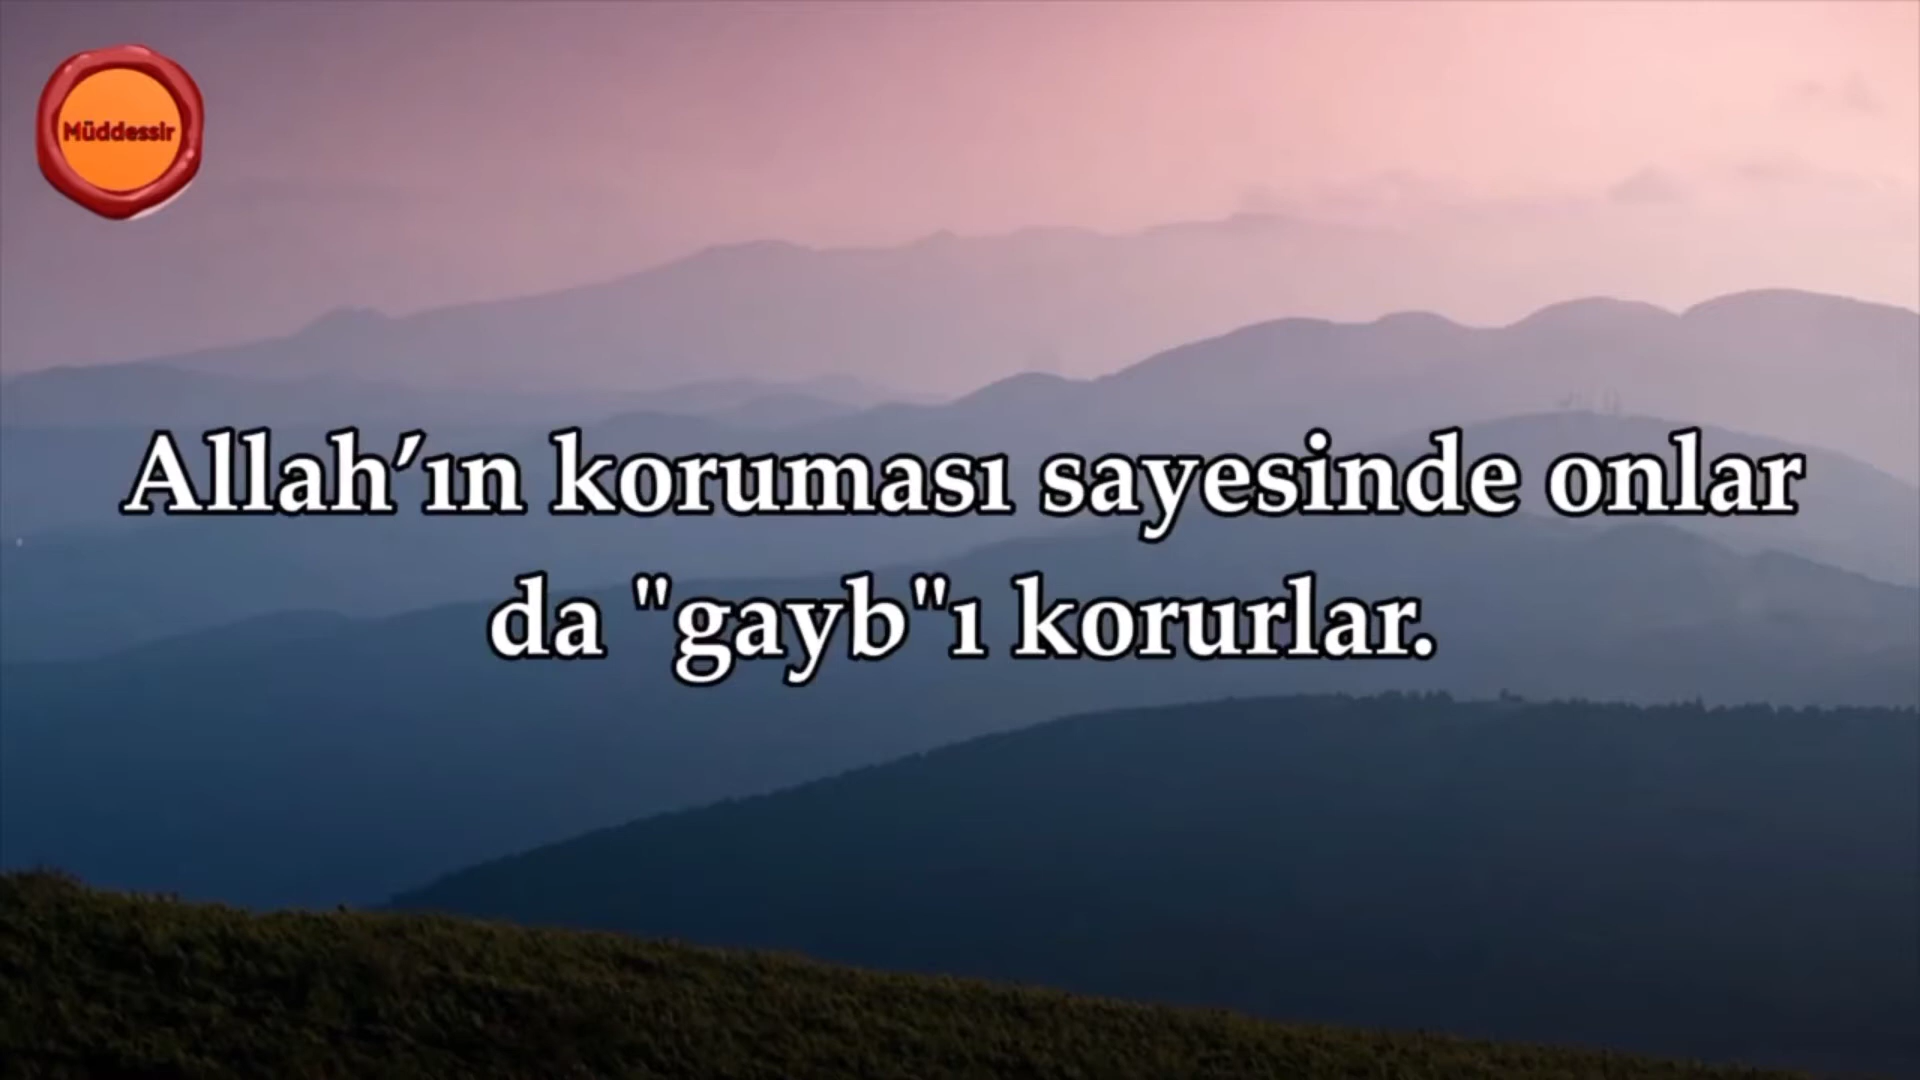 Müddessir
Allah’ın koruması sayesinde onlar
da "gayb"ı korurlar.